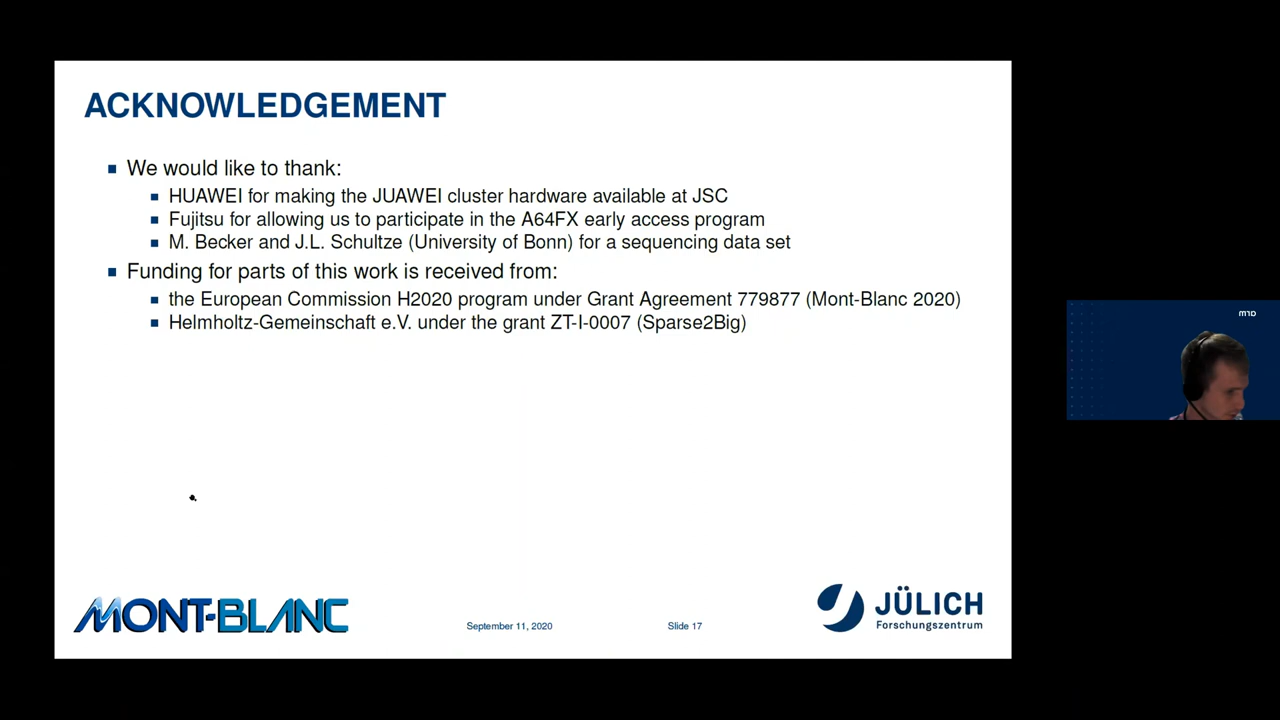 ACKNOWLEDGEMENT
We would like to thank:
HUAWEI for making the JUAWEI cluster hardware available at JSC
Fujitsu for allowing us to participate in the A64FX early access program
M. Becker and J.L. Schultze (University of Bonn) for a sequencing data set
Funding for parts of this work is received from:
the European Commission H2020 program under Grant Agreement 779877 (Mont-Blanc 2020)
Helmholtz-Gemeinschaft e.V. under the grant ZT-I-0007 (Sparse2Big)
arm
MONT-BLANC
September 11, 2020
Slide 17
JÜLICH
Forschungszentrum